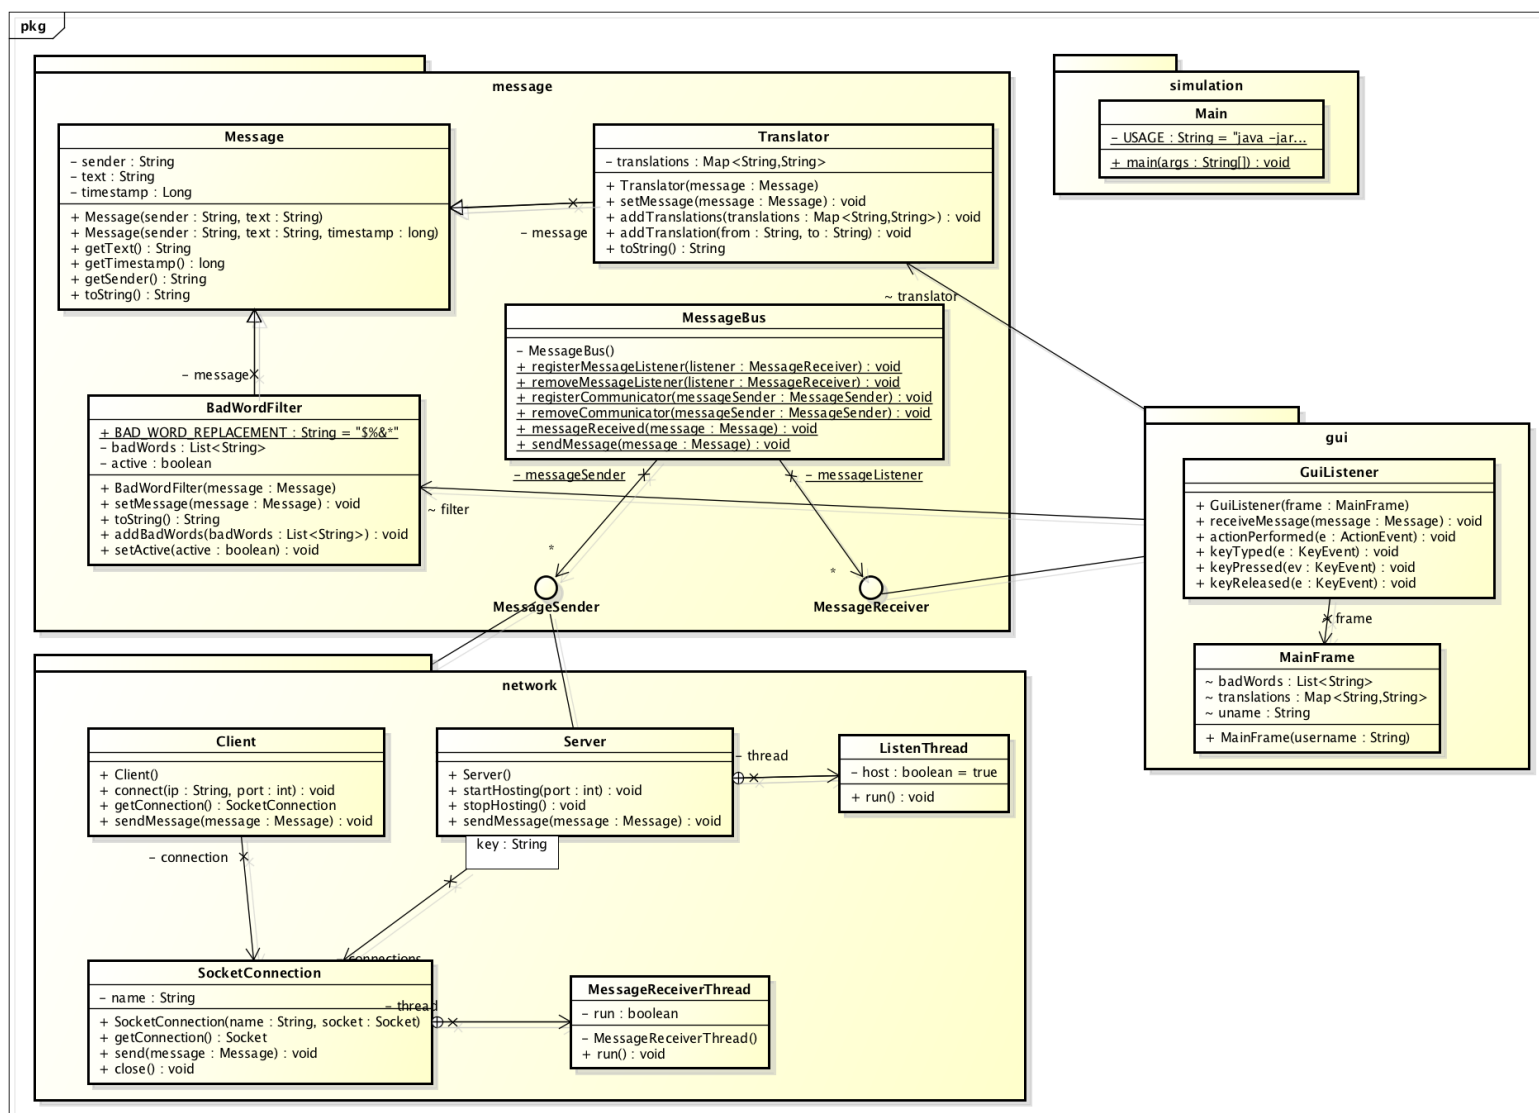 pkg
message
Message
– sender : String
– text : String
– timestamp : Long
+ Message(sender : String, text : String)
+ Message(sender : String, text : String, timestamp : long)
+ getText() : String
+ getTimestamp() : long
+ getSender() : String
+ toString() : String
Translator
– translations : Map<String,String>
+ Translator(message : Message)
+ setMessage(message : Message) : void
+ addTranslations(translations : Map<String,String>) : void
+ addTranslation(from : String, to : String) : void
+ toString() : String
– message
~ translator
– message
MessageBus
– MessageBus()
+ registerMessageListener(listener : MessageReceiver) : void
+ removeMessageListener(listener : MessageReceiver) : void
+ registerCommunicator(messageSender : MessageSender) : void
+ removeCommunicator(messageSender : MessageSender) : void
+ messageReceived(message : Message) : void
+ sendMessage(message : Message) : void
BadWordFilter
+ BAD_WORD_REPLACEMENT : String = "$%&*"
– badWords : List<String>
– active : boolean
+ BadWordFilter(message : Message)
+ setMessage(message : Message) : void
+ toString() : String
+ addBadWords(badWords : List<String>) : void
+ setActive(active : boolean) : void
~ filter
– messageSender
– messageListener
*
*
MessageSender
MessageReceiver
simulation
Main
– USAGE : String = "java –jar...
+ main(args : String[]) : void
gui
GuiListener
+ GuiListener(frame : MainFrame)
+ receiveMessage(message : Message) : void
+ actionPerformed(e : ActionEvent) : void
+ keyTyped(e : KeyEvent) : void
+ keyPressed(ev : KeyEvent) : void
+ keyReleased(e : KeyEvent) : void
frame
MainFrame
~ badWords : List<String>
~ translations : Map<String,String>
~ uname : String
+ MainFrame(username : String)
network
Client
+ Client()
+ connect(ip : String, port : int) : void
+ getConnection() : SocketConnection
+ sendMessage(message : Message) : void
Server
+ Server()
+ startHosting(port : int) : void
+ stopHosting() : void
+ sendMessage(message : Message) : void
key : String
– thread
ListenThread
– host : boolean = true
+ run() : void
– connection
– connections
SocketConnection
– name : String
+ SocketConnection(name : String, socket : Socket)
+ getConnection() : Socket
+ send(message : Message) : void
+ close() : void
– thread
MessageReceiverThread
– run : boolean
– MessageReceiverThread()
+ run() : void